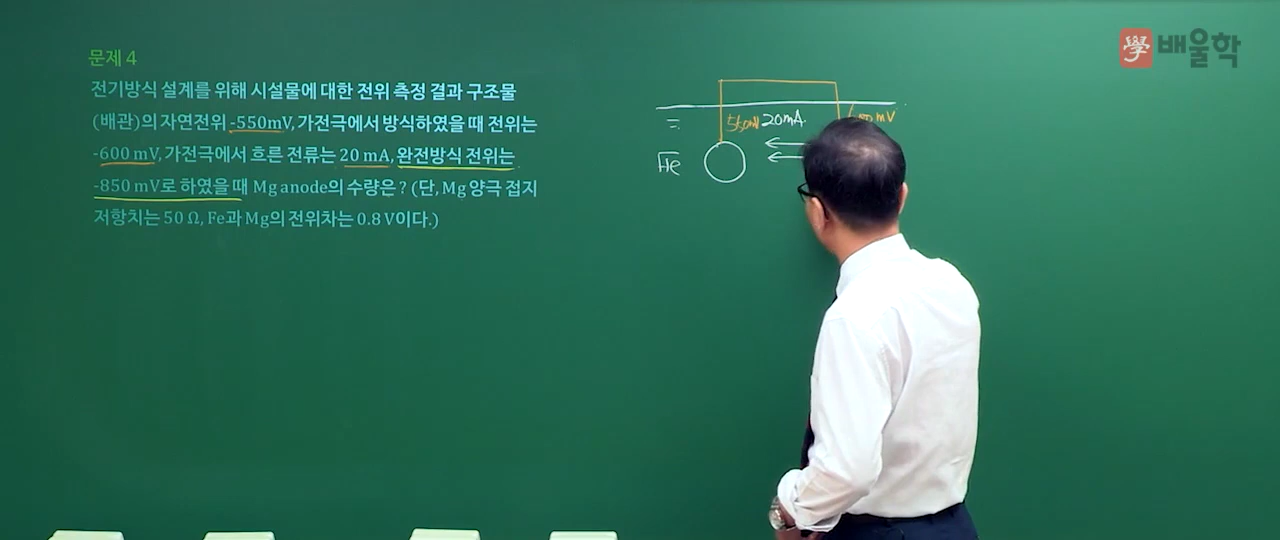 學 배울학
문제 4
전기방식 설계를 위해 시설물에 대한 전위 측정 결과 구조물
(배관)의 자연전위 -550mV, 가전극에서 방식하였을 때 전위는
-600 mV, 가전극에서 흐른 전류는 20 mA, 완전방식 전위는
-850 mV로 하였을 때 Mg anode의 수량은? (단, Mg 양극 접지
저항치는 50 Ω, Fe과 Mg의 전위차는 0.8 V이다.)
550mV 20mA mV
Fe